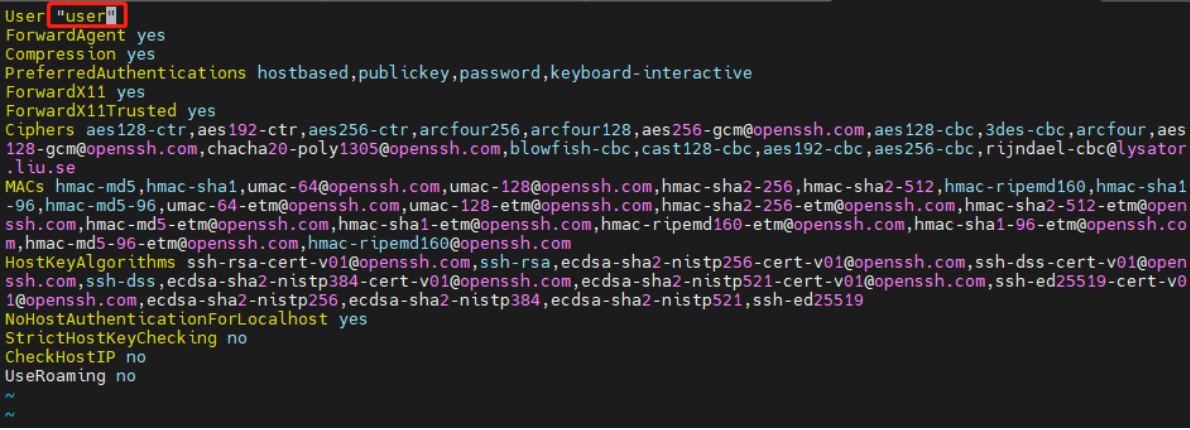 User "user"
ForwardAgent yes
Compression yes
PreferredAuthentications hostbased,publickey,password,keyboard-interactive
ForwardX11 yes
ForwardX11Trusted yes
Ciphers aes128-ctr,aes192-ctr,aes256-ctr,arcfour256,arcfour128,aes256-gcm@openssh.com,aes128-cbc,3des-cbc,arcfour,aes
128-gcm@openssh.com,chacha20-poly1305@openssh.com,blowfish-cbc,cast128-cbc,aes192-cbc,aes256-cbc,rijndael-cbc@lysator
.liu.se
MACs hmac-md5,hmac-sha1,umac-64@openssh.com,umac-128@openssh.com,hmac-sha2-256,hmac-sha2-512,hmac-ripemd160,hmac-sha1
-96,hmac-md5-96,umac-64-etm@openssh.com,umac-128-etm@openssh.com,hmac-sha2-256-etm@openssh.com,hmac-sha2-512-etm@open
ssh.com,hmac-md5-etm@openssh.com,hmac-sha1-etm@openssh.com,hmac-ripemd160-etm@openssh.com,hmac-sha1-96-etm@openssh.co
m,hmac-md5-96-etm@openssh.com,hmac-ripemd160@openssh.com
HostKeyAlgorithms ssh-rsa-cert-v01@openssh.com,ssh-rsa,ecdsa-sha2-nistp256-cert-v01@openssh.com,ssh-dss-cert-v01@open
ssh.com,ssh-dss,ecdsa-sha2-nistp384-cert-v01@openssh.com,ecdsa-sha2-nistp521-cert-v01@openssh.com,ssh-ed25519-cert-v0
1@openssh.com,ecdsa-sha2-nistp256,ecdsa-sha2-nistp384,ecdsa-sha2-nistp521,ssh-ed25519
NoHostAuthenticationForLocalhost yes
StrictHostKeyChecking no
CheckHostIP no
UseRoaming no
~
~